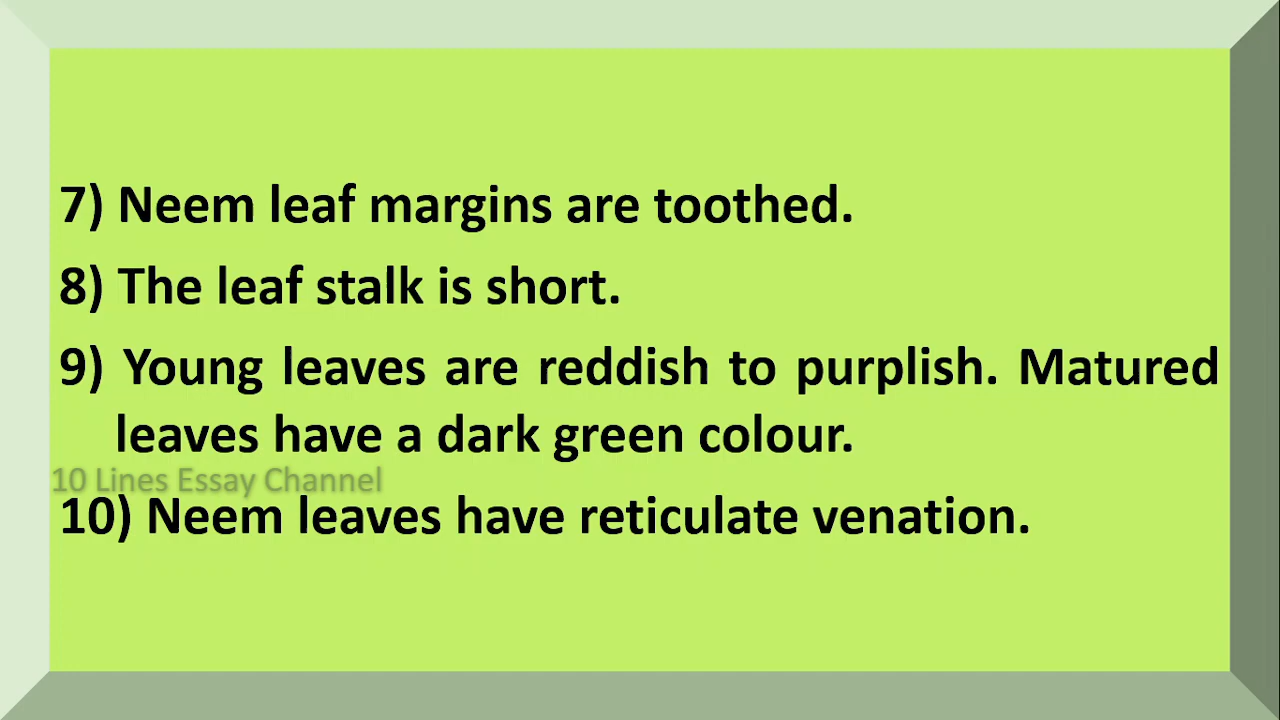 7) Neem leaf margins are toothed.
8) The leaf stalk is short.
9) Young leaves are reddish to purplish. Matured
leaves have a dark green colour.
10 Lines Essay Channel
10) Neem leaves have reticulate venation.